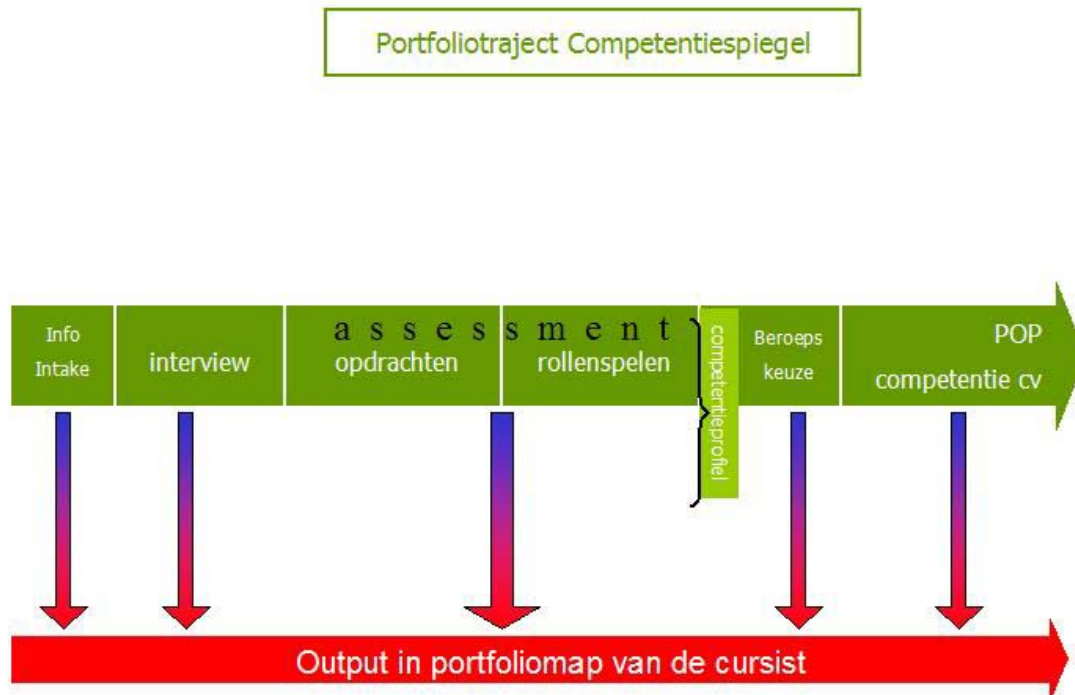 Portfoliotraject Competentiespiegel
Info
Intake
interview
a s s e s s m e n t
opdrachten
rollenspelen
competentieprofiel
Beroeps
keuze
POP
competentie cv
Output in portfoliomap van de cursist